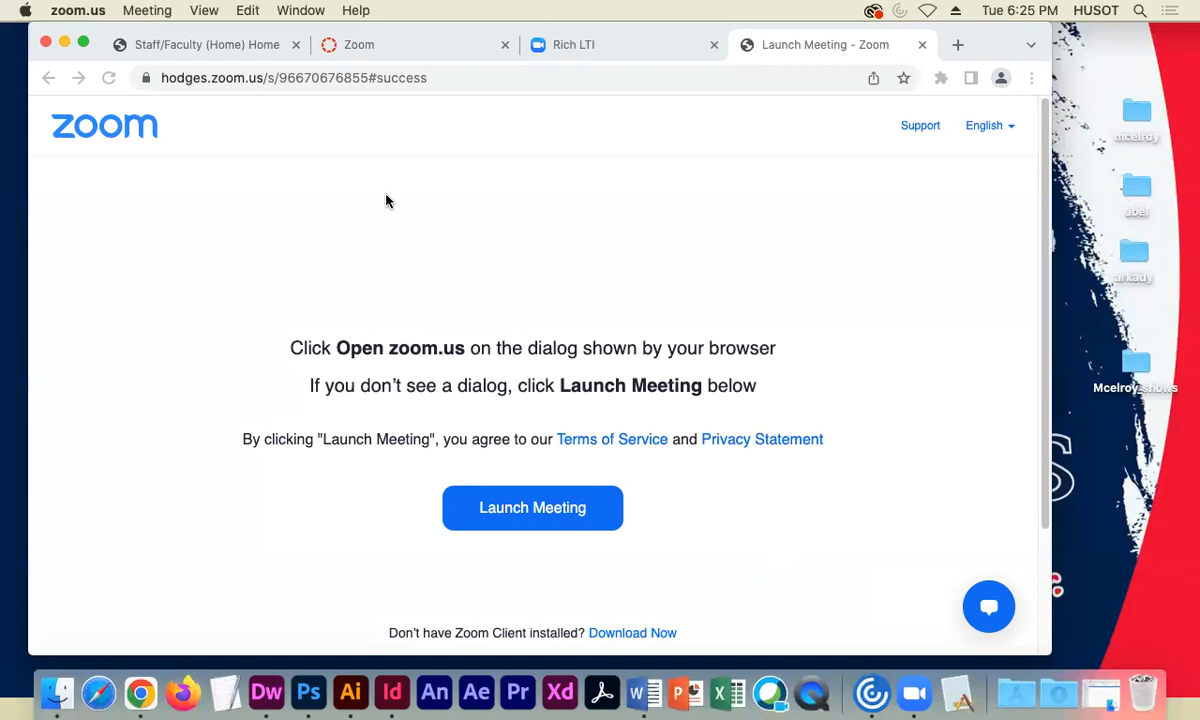 zoom.us Meeting View Edit Window Help Tue 6:25 PM HUSOT
Staff/Faculty (Home) Home Zoom Rich LTI Launch Meeting - Zoom
hodges.zoom.us/s/96670676855#success
zoom Support English
mcelroy
abel
arkady
Mcelroy shows
Click Open zoom.us on the dialog shown by your browser
If you don’t see a dialog, click Launch Meeting below
By clicking "Launch Meeting", you agree to our Terms of Service and Privacy Statement
Launch Meeting
Don’t have Zoom Client installed? Download Now
Dw Ps Ai Id An Ae Pr Xd W P X